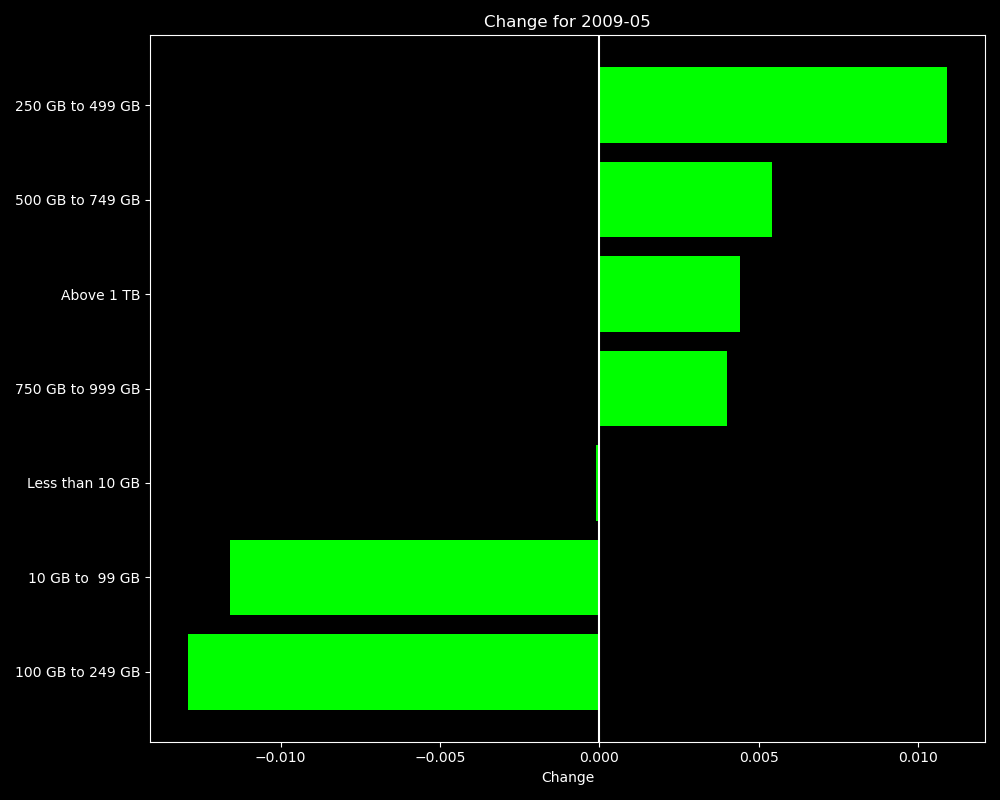 Change for 2009-05
250 GB to 499 GB
500 GB to 749 GB
Above 1 TB
750 GB to 999 GB
Less than 10 GB
10 GB to  99 GB
100 GB to 249 GB
−0.010 −0.005 0.000 0.005 0.010
Change